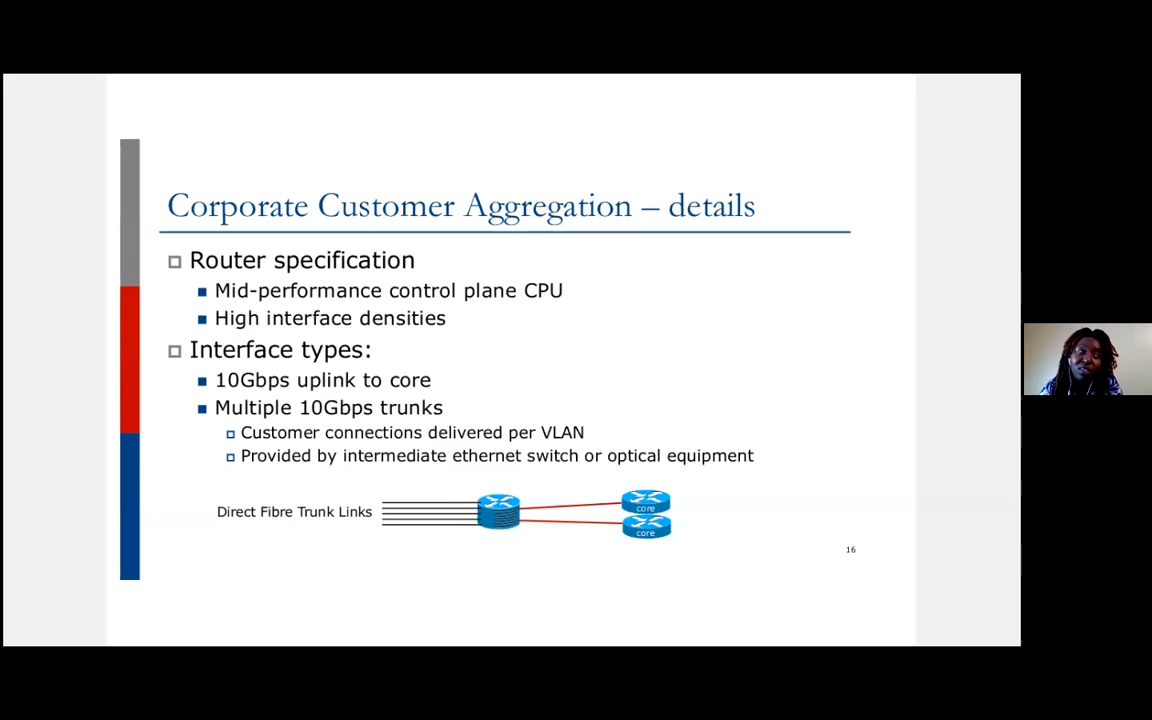 Corporate Customer Aggregation – details
Router specification
Mid-performance control plane CPU
High interface densities
Interface types:
10Gbps uplink to core
Multiple 10Gbps trunks
Customer connections delivered per VLAN
Provided by intermediate ethernet switch or optical equipment
Direct Fibre Trunk Links
core
core
16